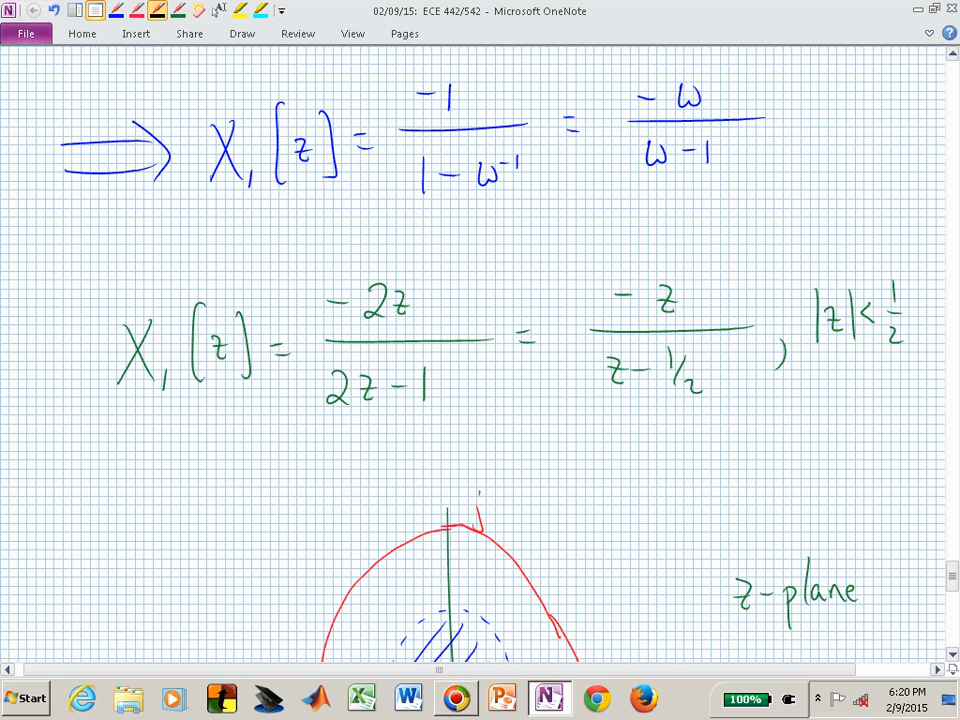 02/09/15: ECE 442/542 - Microsoft OneNote
File Home Insert Share Draw Review View Pages
⟹ X₁[z] = -1 / (1 - ω⁻¹) = -ω / (ω - 1)
X₁[z] = -2z / (2z - 1) = -z / (z - 1/2) , |z| < 1/2
z-plane
Start
100%
6:20 PM
2/9/2015